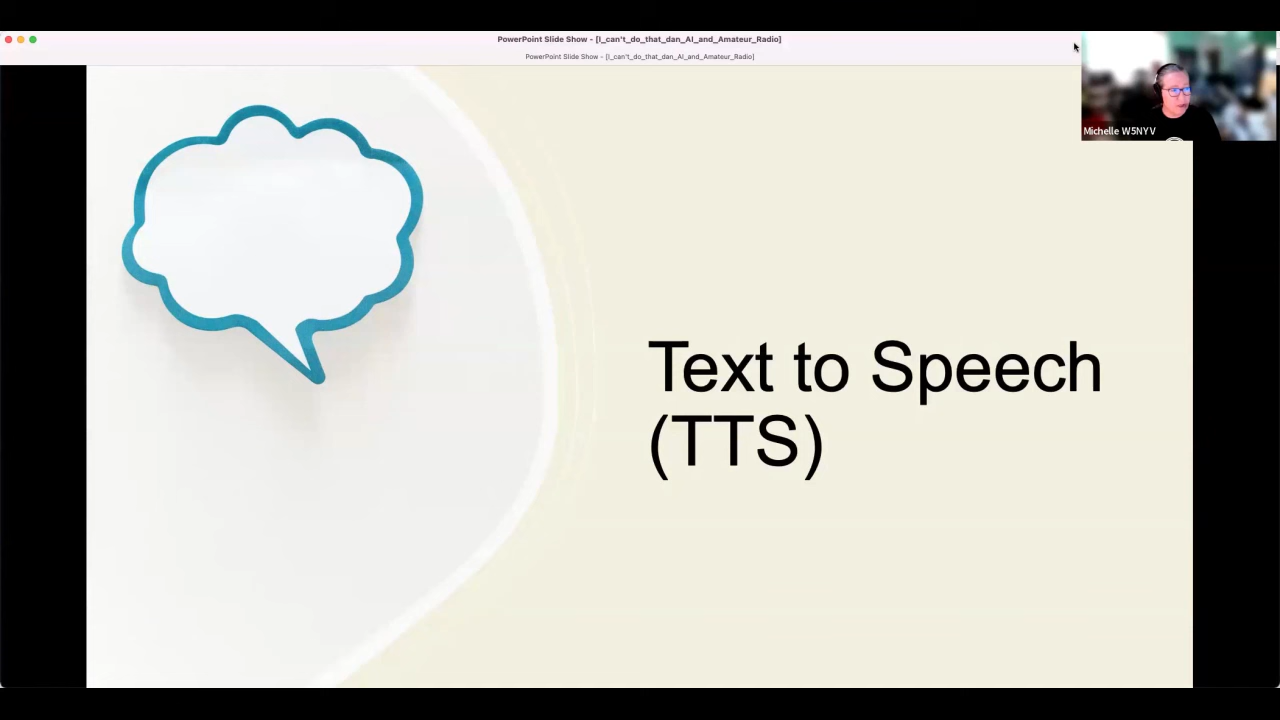 PowerPoint Slide Show - [I_can't_do_that_dan_AI_and_Amateur_Radio]
PowerPoint Slide Show - [I_can't_do_that_dan_AI_and_Amateur_Radio]
Michelle W5NYV
Text to Speech
(TTS)